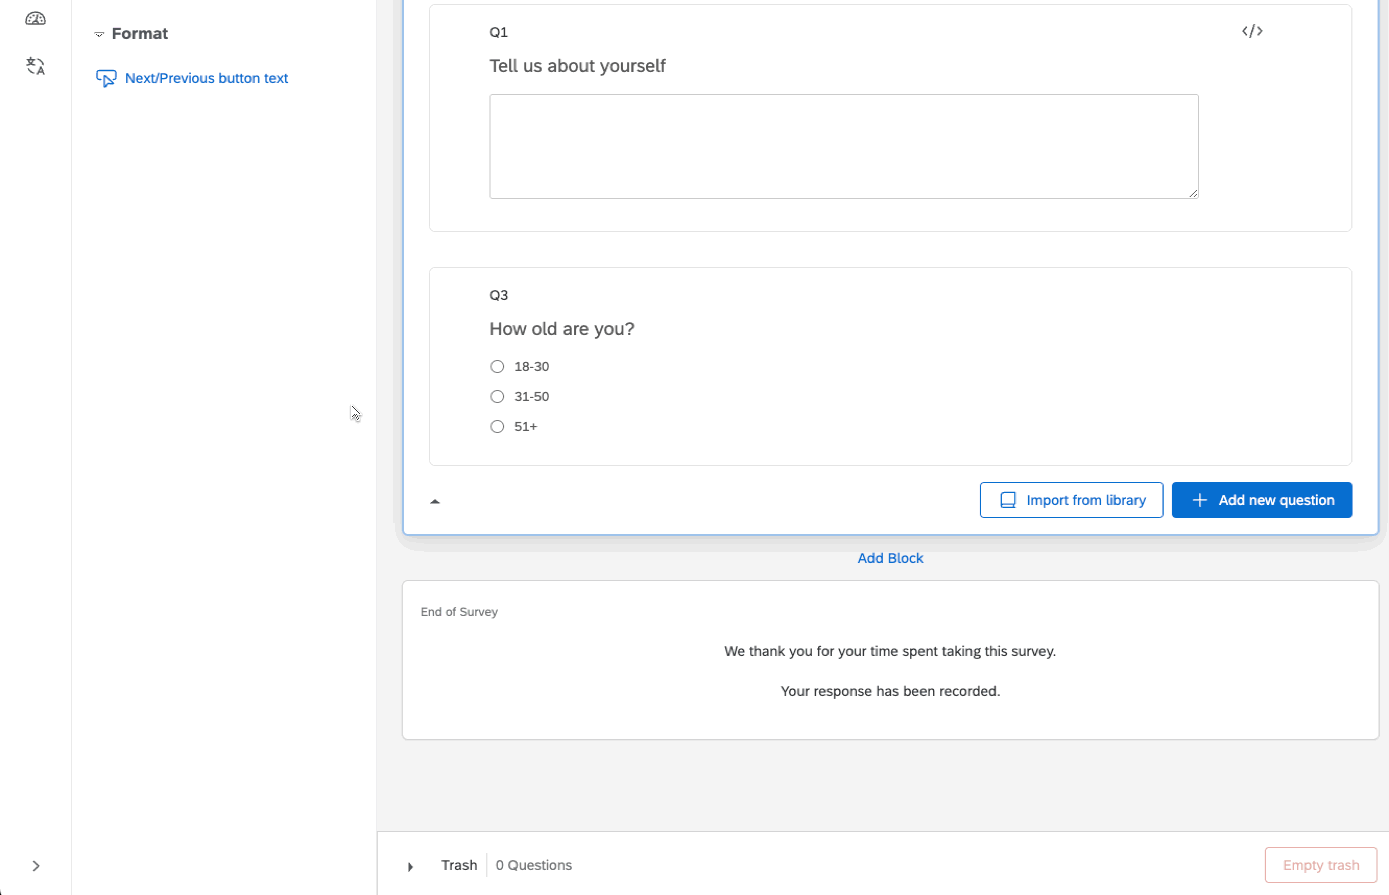 Format
Next/Previous button text
Q1
</>
Tell us about yourself
Q3
How old are you?
18-30
31-50
51+
Import from library
+ Add new question
Add Block
End of Survey
We thank you for your time spent taking this survey.
Your response has been recorded.
Trash
0 Questions
Empty trash